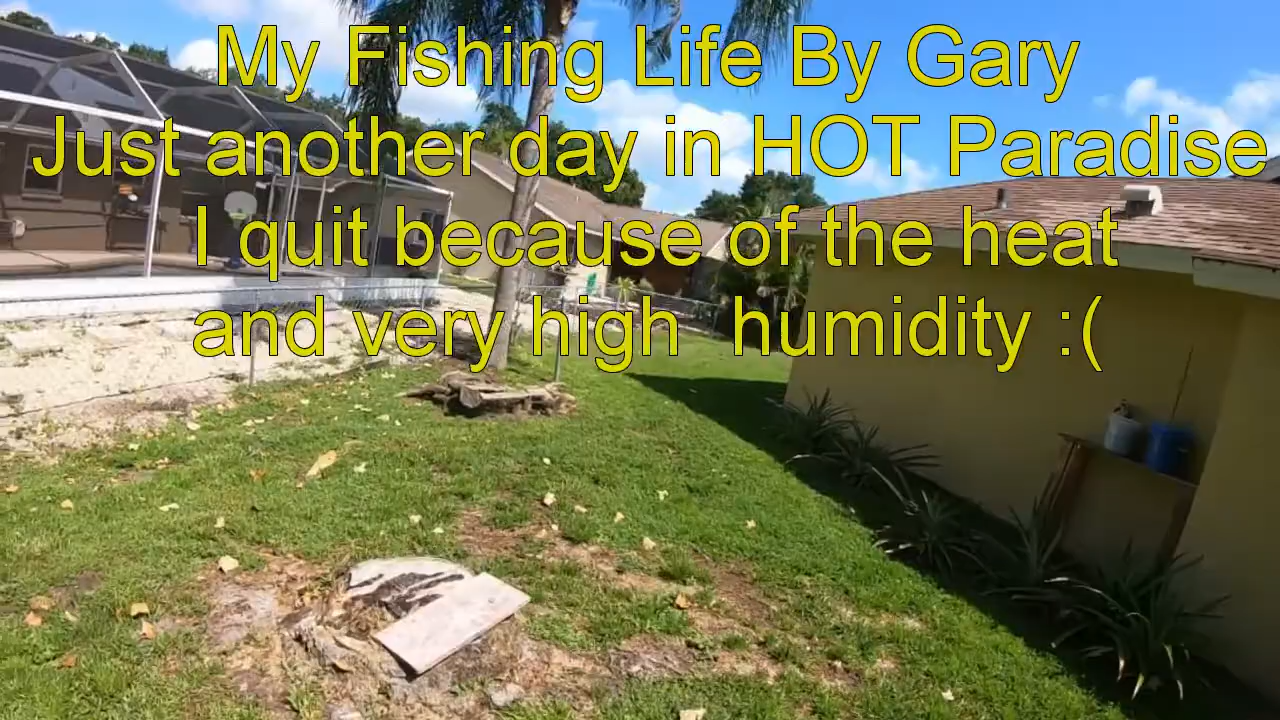 My Fishing Life By Gary
Just another day in HOT Paradise
I quit because of the heat
and very high  humidity :(